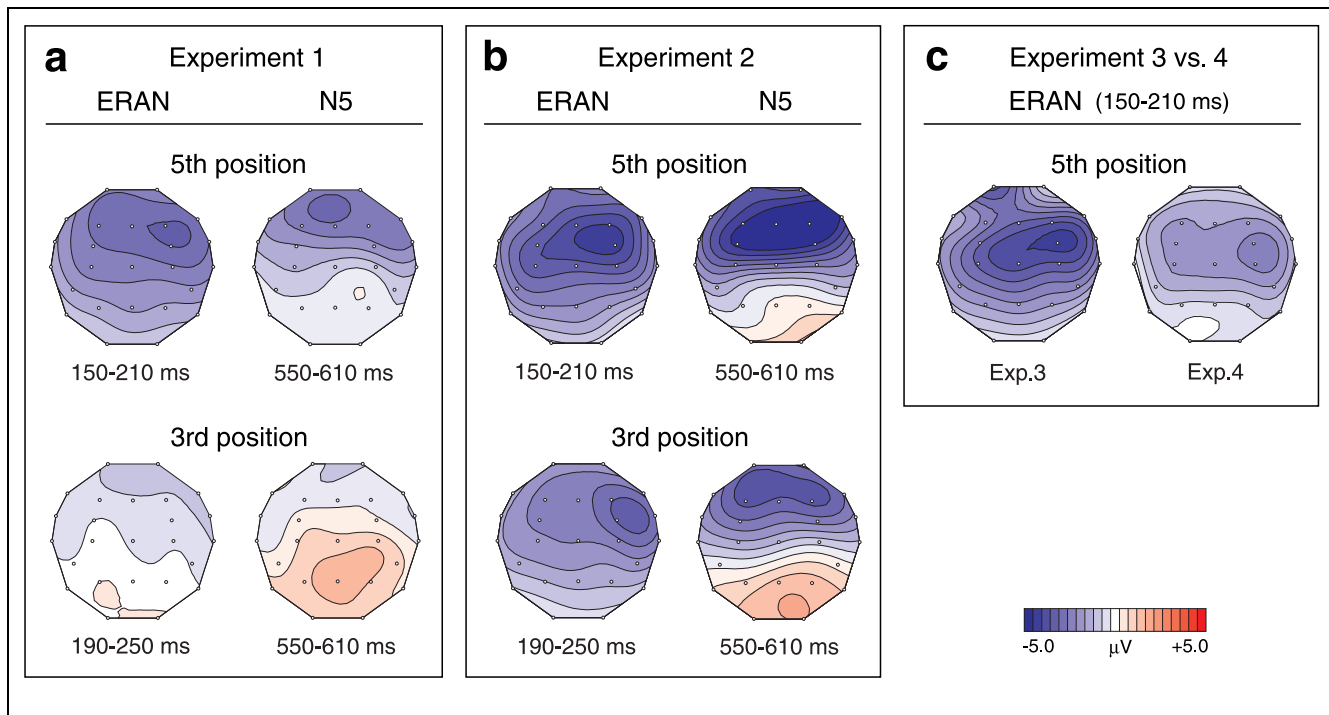 a Experiment 1
ERAN N5
5th position
150-210 ms 550-610 ms
3rd position
190-250 ms 550-610 ms
b Experiment 2
ERAN N5
5th position
150-210 ms 550-610 ms
3rd position
190-250 ms 550-610 ms
c Experiment 3 vs. 4
ERAN (150-210 ms)
5th position
Exp.3 Exp.4
-5.0 μV +5.0